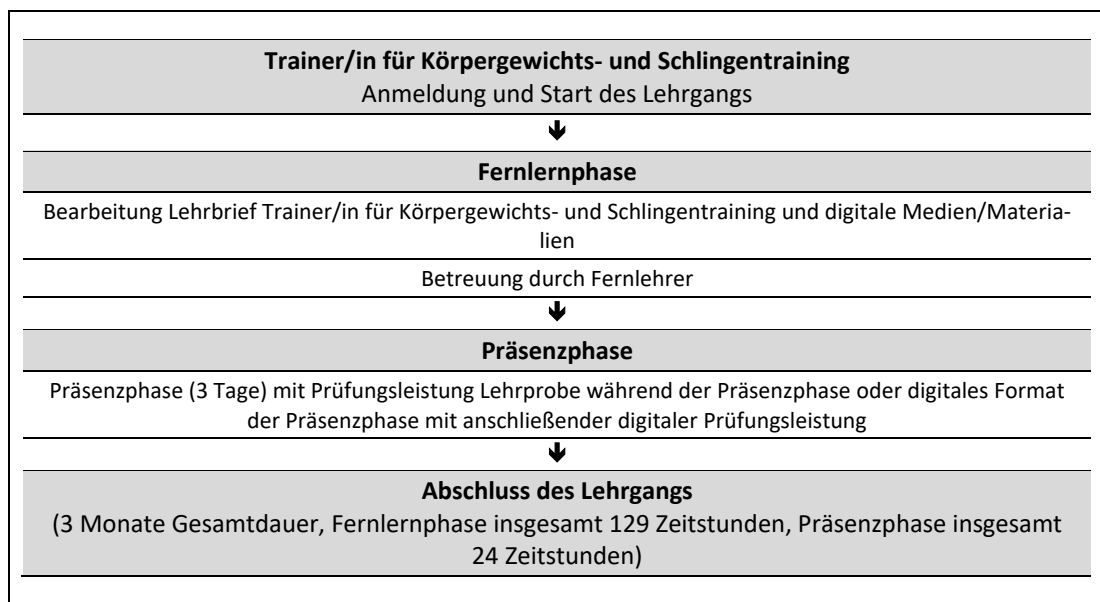 Trainer/in für Körpergewichts- und Schlingentraining
Anmeldung und Start des Lehrgangs
🡻
Fernlernphase
Bearbeitung Lehrbrief Trainer/in für Körpergewichts- und Schlingentraining und digitale Medien/Materia-
lien
Betreuung durch Fernlehrer
🡻
Präsenzphase
Präsenzphase (3 Tage) mit Prüfungsleistung Lehrprobe während der Präsenzphase oder digitales Format
der Präsenzphase mit anschließender digitaler Prüfungsleistung
🡻
Abschluss des Lehrgangs
(3 Monate Gesamtdauer, Fernlernphase insgesamt 129 Zeitstunden, Präsenzphase insgesamt
24 Zeitstunden)